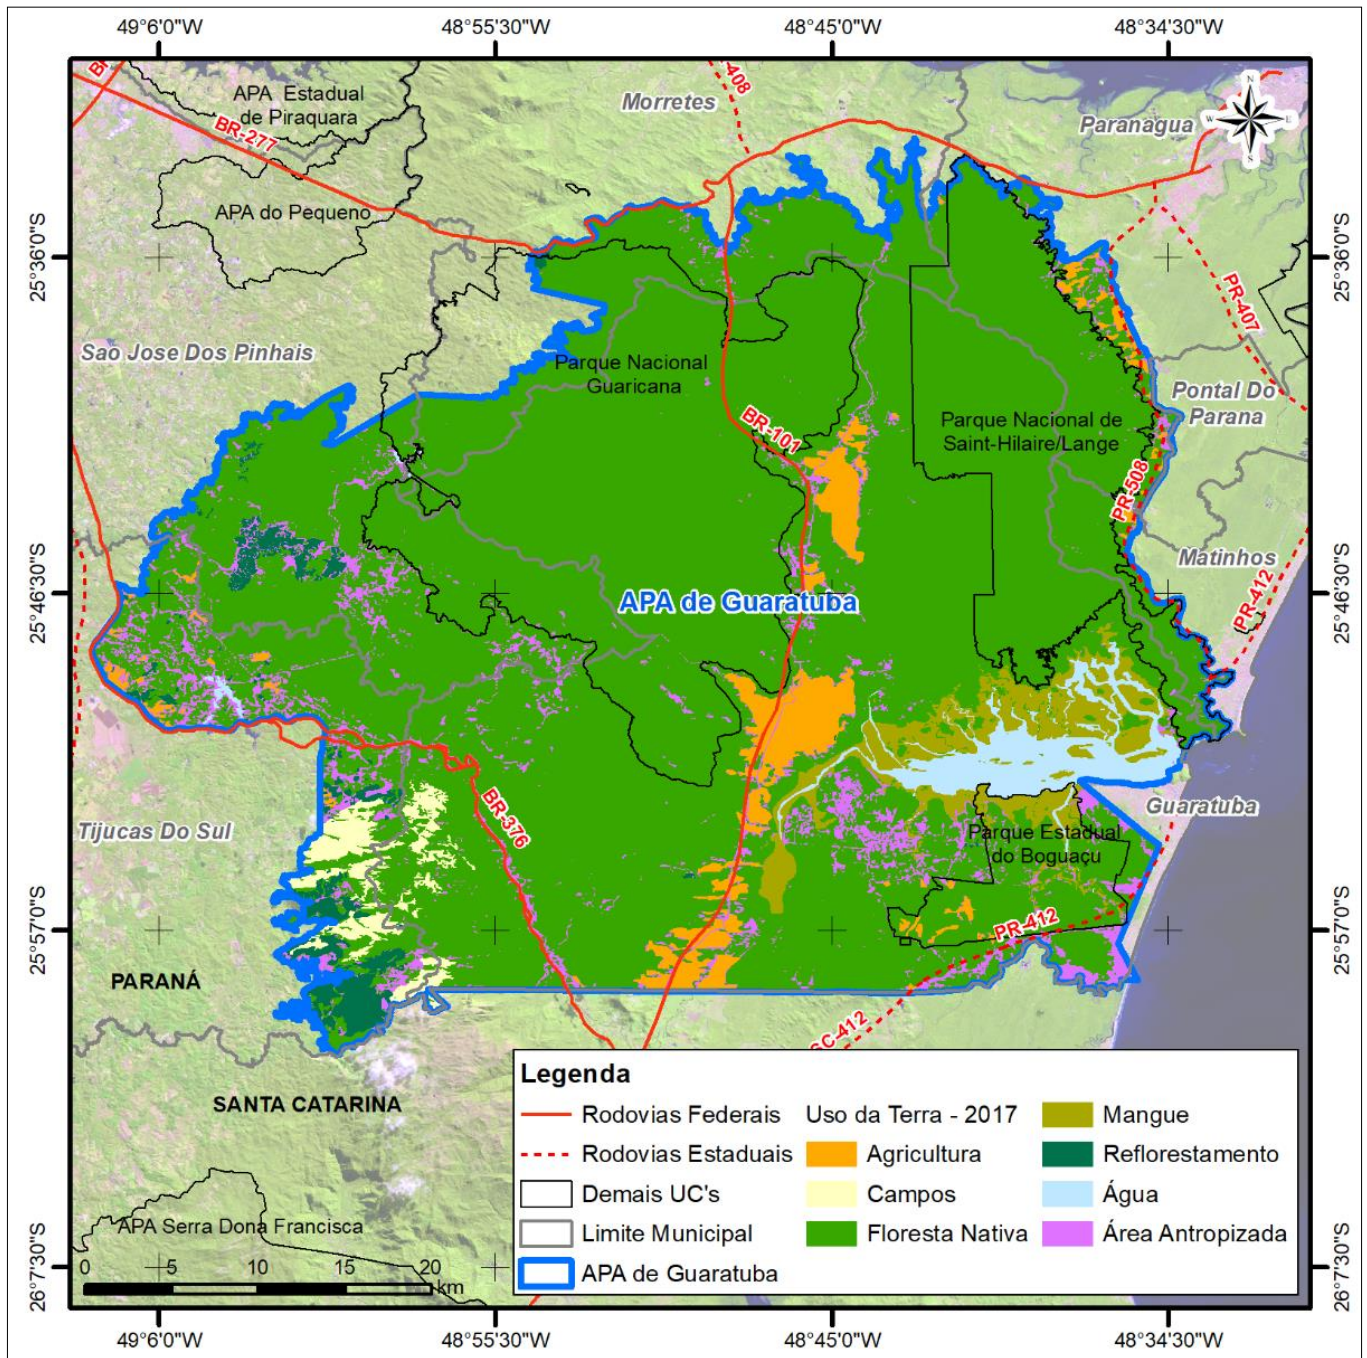 49°6'0"W
48°55'30"W
48°45'0"W
48°34'30"W
APA Estadual
de Piraquara
BR-277
Morretes
Paranagua
N
W
E
S
APA do Pequeno
25°36'0"S
25°36'0"S
PR-407
Sao Jose Dos Pinhais
Parque Nacional
Guaricana
BR-101
Parque Nacional de
Saint-Hilaire/Lange
Pontal Do
Parana
PR-508
Matinhos
PR-412
25°46'30"S
25°46'30"S
APA de Guaratuba
Tijucas Do Sul
BR-376
Guaratuba
Parque Estadual
do Boguaçu
PR-412
25°57'0"S
25°57'0"S
PARANÁ
SC-412
SANTA CATARINA
APA Serra Dona Francisca
0 5 10 15 20
km
26°7'30"S
26°7'30"S
Legenda
Rodovias Federais
Rodovias Estaduais
Demais UC's
Limite Municipal
APA de Guaratuba
Uso da Terra - 2017
Agricultura
Campos
Floresta Nativa
Mangue
Reflorestamento
Água
Área Antropizada
49°6'0"W
48°55'30"W
48°45'0"W
48°34'30"W